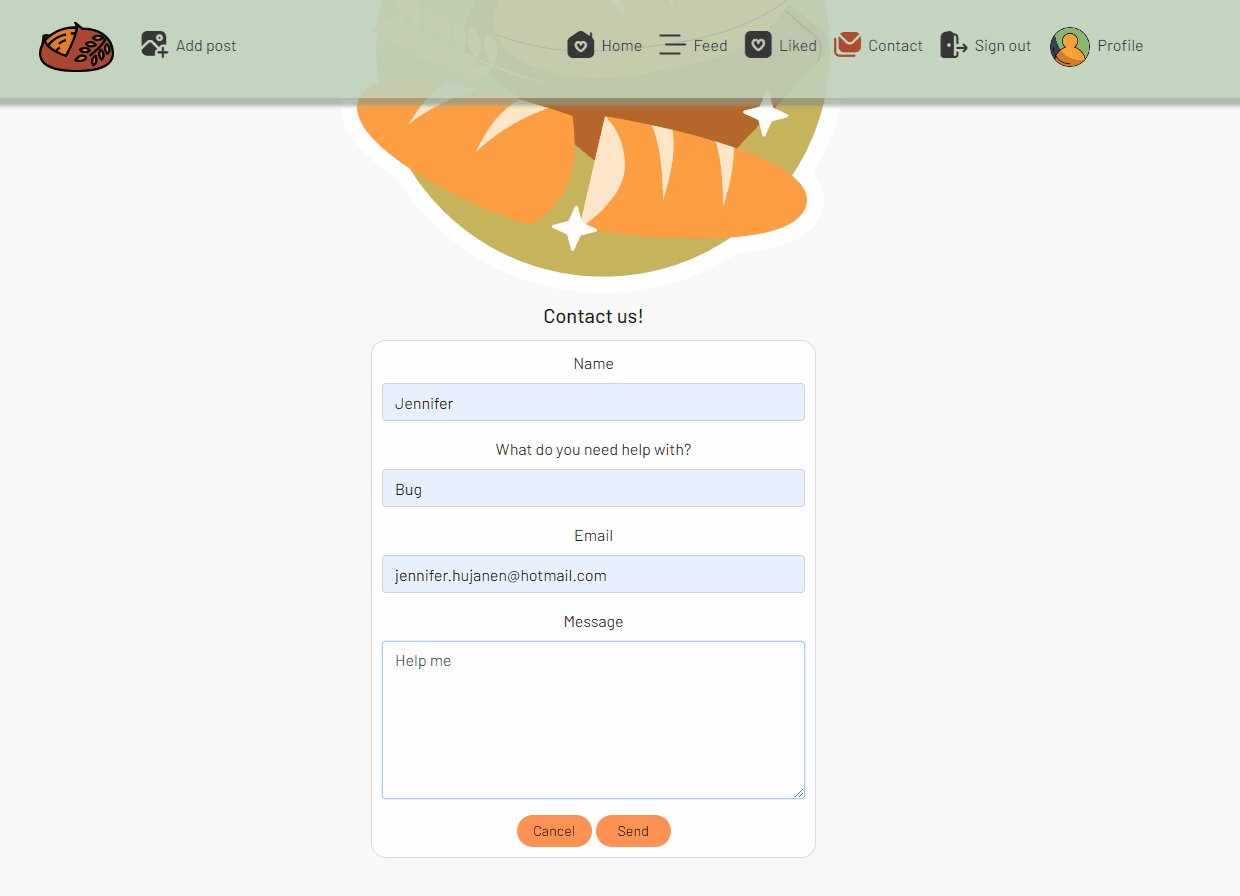 Add post
Home
Feed
Liked
Contact
Sign out
Profile
Contact us!
Name
Jennifer
What do you need help with?
Bug
Email
jennifer.hujanen@hotmail.com
Message
Help me
Cancel
Send